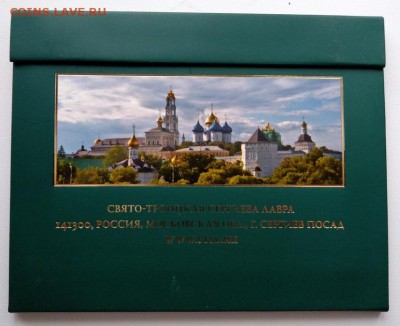 COINS.LAVE.RU
СВЯТО-ТРОИЦКАЯ СЕРГИЕВА ЛАВРА
141300, РОССИЯ, МОСКОВСКАЯ ОБЛ., Г. СЕРГИЕВ ПОСАД